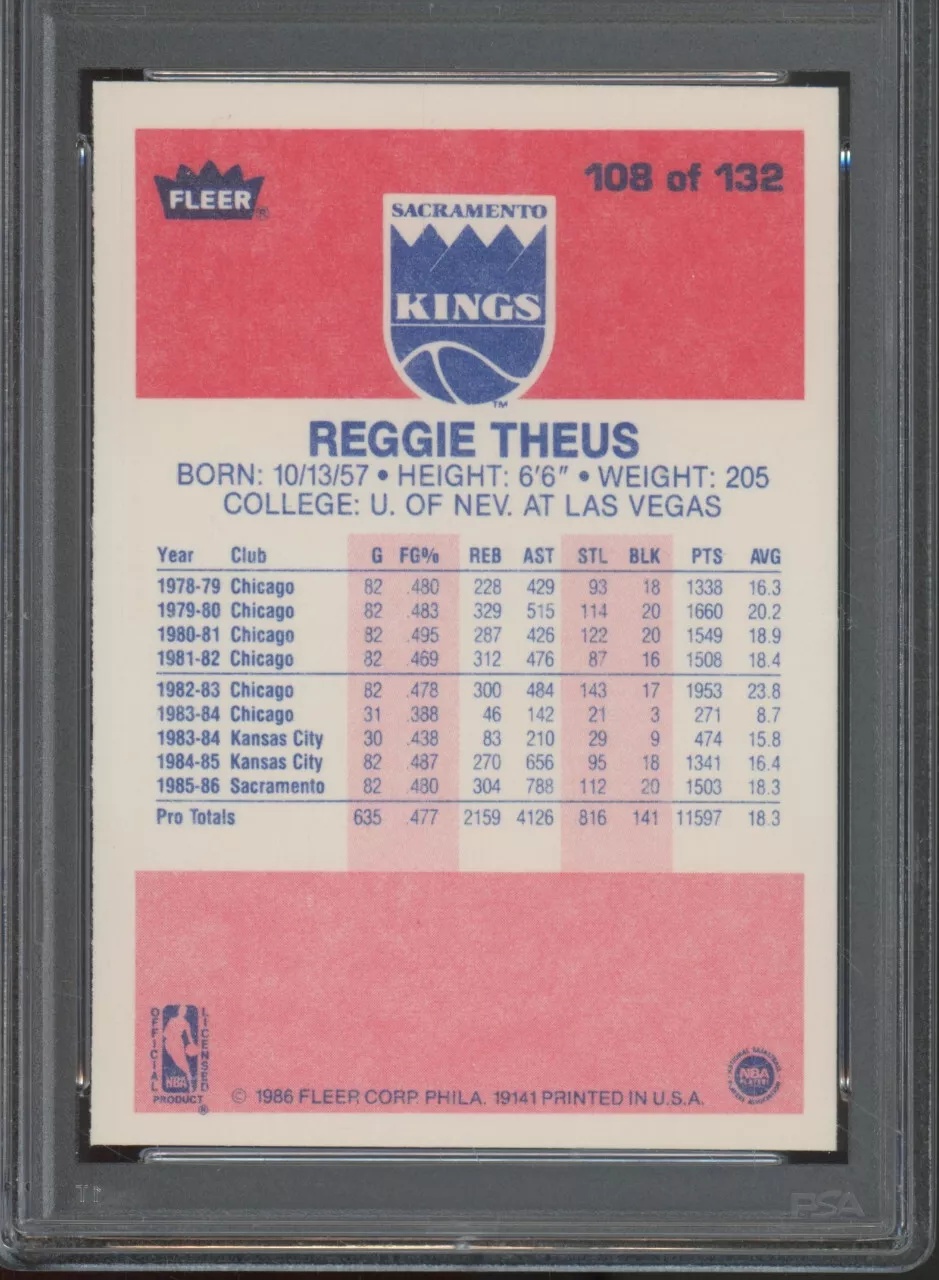 FLEER®
108 of 132
SACRAMENTO
KINGS
TM
REGGIE THEUS
BORN: 10/13/57 • HEIGHT: 6'6" • WEIGHT: 205
COLLEGE: U. OF NEV. AT LAS VEGAS
Year Club G FG% REB AST STL BLK PTS AVG
1978-79 Chicago 82 .480 228 429 93 18 1338 16.3
1979-80 Chicago 82 .483 329 515 114 20 1660 20.2
1980-81 Chicago 82 .495 287 426 122 20 1549 18.9
1981-82 Chicago 82 .469 312 476 87 16 1508 18.4
1982-83 Chicago 82 .478 300 484 143 17 1953 23.8
1983-84 Chicago 31 .388 46 142 21 3 271 8.7
1983-84 Kansas City 30 .438 83 210 29 9 474 15.8
1984-85 Kansas City 82 .487 270 656 95 18 1341 16.4
1985-86 Sacramento 82 .480 304 788 112 20 1503 18.3
Pro Totals 635 .477 2159 4126 816 141 11597 18.3
OFFICIAL
LICENSED
NBA
PRODUCT ®
© 1986 FLEER CORP. PHILA. 19141 PRINTED IN U.S.A.
NATIONAL BASKETBALL
NBA
PLAYERS
PLAYERS ASSOCIATION
PSA